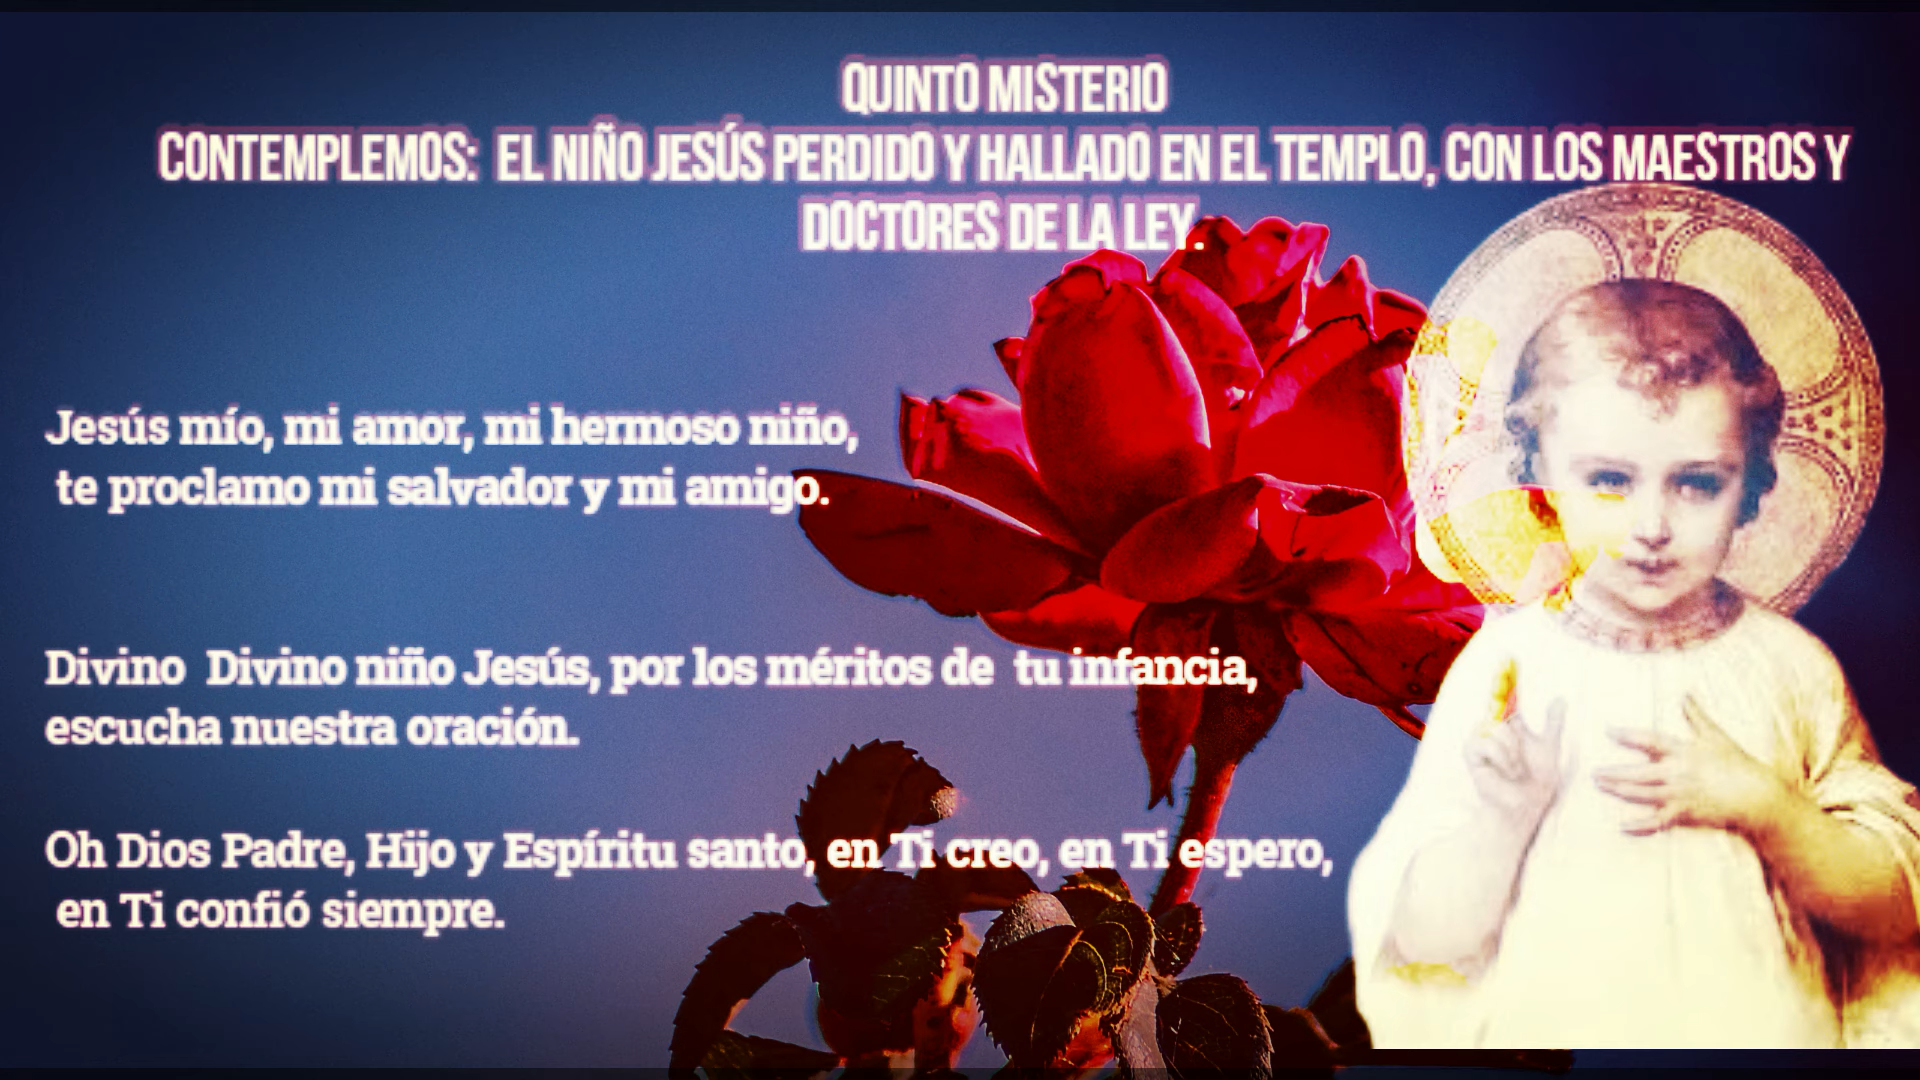 QUINTO MISTERIO
CONTEMPLEMOS: EL NIÑO JESÚS PERDIDO Y HALLADO EN EL TEMPLO, CON LOS MAESTROS Y
DOCTORES DE LA LEY.
Jesús mío, mi amor, mi hermoso niño,
te proclamo mi salvador y mi amigo.
Divino Divino niño Jesús, por los méritos de tu infancia,
escucha nuestra oración.
Oh Dios Padre, Hijo y Espíritu santo, en Ti creo, en Ti espero,
en Ti confió siempre.